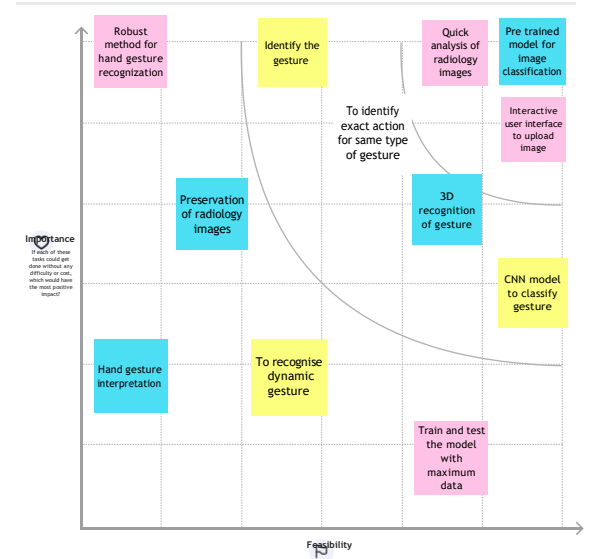 Robust
method for
hand gesture
recognization
Identify the
gesture
Quick
analysis of
radiology
images
Pre trained
model for
image
classification
Interactive
user interface
to upload
image
To identify
exact action
for same type
of gesture
Preservation
of radiology
images
3D
recognition
of gesture
Importance
If each of these
tasks could get
done without any
difficulty or cost,
which would have
the most positive
impact?
CNN model
to classify
gesture
Hand gesture
interpretation
To recognise
dynamic
gesture
Train and test
the model
with
maximum
data
Feasibility